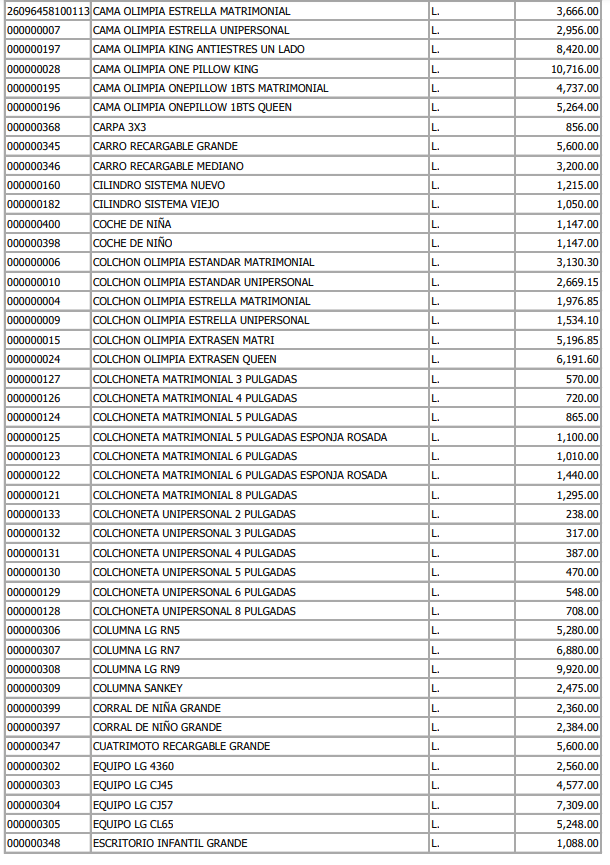 26096458100113 CAMA OLIMPIA ESTRELLA MATRIMONIAL L. 3,666.00
000000007 CAMA OLIMPIA ESTRELLA UNIPERSONAL L. 2,956.00
000000197 CAMA OLIMPIA KING ANTIESTRES UN LADO L. 8,420.00
000000028 CAMA OLIMPIA ONE PILLOW KING L. 10,716.00
000000195 CAMA OLIMPIA ONEPILLOW 1BTS MATRIMONIAL L. 4,737.00
000000196 CAMA OLIMPIA ONEPILLOW 1BTS QUEEN L. 5,264.00
000000368 CARPA 3X3 L. 856.00
000000345 CARRO RECARGABLE GRANDE L. 5,600.00
000000346 CARRO RECARGABLE MEDIANO L. 3,200.00
000000160 CILINDRO SISTEMA NUEVO L. 1,215.00
000000182 CILINDRO SISTEMA VIEJO L. 1,050.00
000000400 COCHE DE NIÑA L. 1,147.00
000000398 COCHE DE NIÑO L. 1,147.00
000000006 COLCHON OLIMPIA ESTANDAR MATRIMONIAL L. 3,130.30
000000010 COLCHON OLIMPIA ESTANDAR UNIPERSONAL L. 2,669.15
000000004 COLCHON OLIMPIA ESTRELLA MATRIMONIAL L. 1,976.85
000000009 COLCHON OLIMPIA ESTRELLA UNIPERSONAL L. 1,534.10
000000015 COLCHON OLIMPIA EXTRASEN MATRI L. 5,196.85
000000024 COLCHON OLIMPIA EXTRASEN QUEEN L. 6,191.60
000000127 COLCHONETA MATRIMONIAL 3 PULGADAS L. 570.00
000000126 COLCHONETA MATRIMONIAL 4 PULGADAS L. 720.00
000000124 COLCHONETA MATRIMONIAL 5 PULGADAS L. 865.00
000000125 COLCHONETA MATRIMONIAL 5 PULGADAS ESPONJA ROSADA L. 1,100.00
000000123 COLCHONETA MATRIMONIAL 6 PULGADAS L. 1,010.00
000000122 COLCHONETA MATRIMONIAL 6 PULGADAS ESPONJA ROSADA L. 1,440.00
000000121 COLCHONETA MATRIMONIAL 8 PULGADAS L. 1,295.00
000000133 COLCHONETA UNIPERSONAL 2 PULGADAS L. 238.00
000000132 COLCHONETA UNIPERSONAL 3 PULGADAS L. 317.00
000000131 COLCHONETA UNIPERSONAL 4 PULGADAS L. 387.00
000000130 COLCHONETA UNIPERSONAL 5 PULGADAS L. 470.00
000000129 COLCHONETA UNIPERSONAL 6 PULGADAS L. 548.00
000000128 COLCHONETA UNIPERSONAL 8 PULGADAS L. 708.00
000000306 COLUMNA LG RN5 L. 5,280.00
000000307 COLUMNA LG RN7 L. 6,880.00
000000308 COLUMNA LG RN9 L. 9,920.00
000000309 COLUMNA SANKEY L. 2,475.00
000000399 CORRAL DE NIÑA GRANDE L. 2,360.00
000000397 CORRAL DE NIÑO GRANDE L. 2,384.00
000000347 CUATRIMOTO RECARGABLE GRANDE L. 5,600.00
000000302 EQUIPO LG 4360 L. 2,560.00
000000303 EQUIPO LG CJ45 L. 4,577.00
000000304 EQUIPO LG CJ57 L. 7,309.00
000000305 EQUIPO LG CL65 L. 5,248.00
000000348 ESCRITORIO INFANTIL GRANDE L. 1,088.00